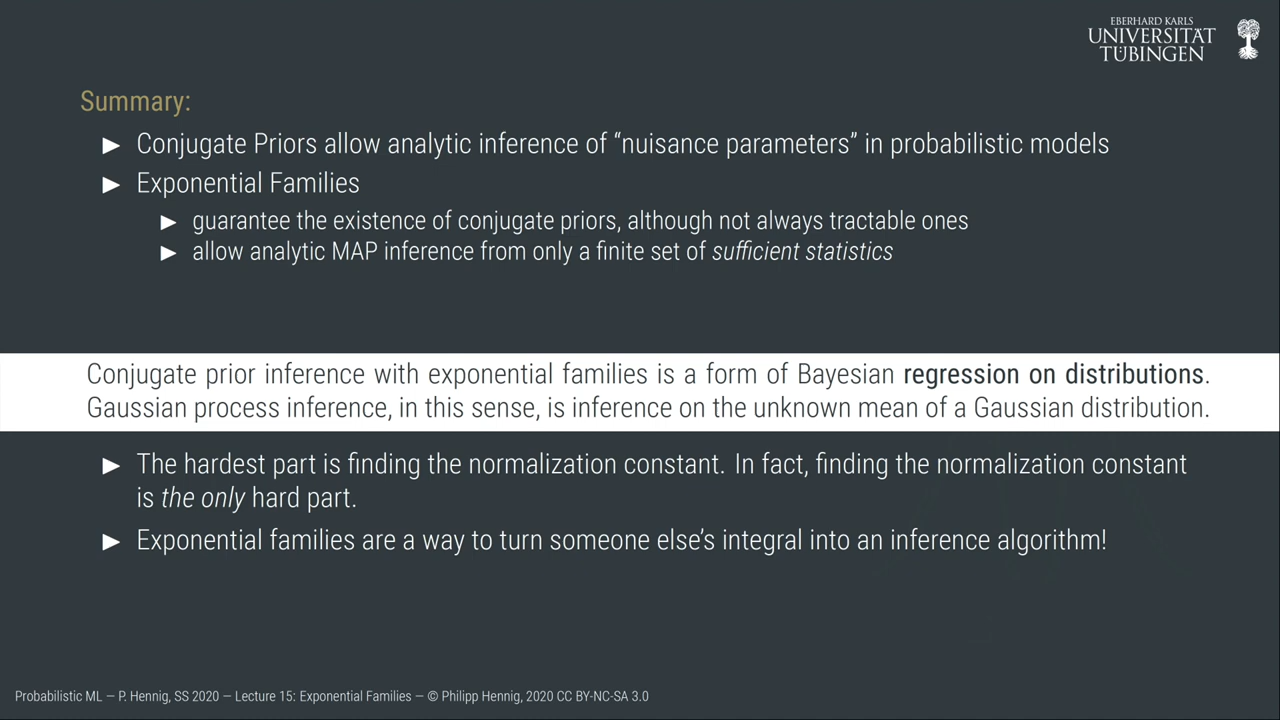 EBERHARD KARLS
UNIVERSITÄT
TÜBINGEN
Summary:
► Conjugate Priors allow analytic inference of “nuisance parameters” in probabilistic models
► Exponential Families
► guarantee the existence of conjugate priors, although not always tractable ones
► allow analytic MAP inference from only a finite set of sufficient statistics
Conjugate prior inference with exponential families is a form of Bayesian regression on distributions.
Gaussian process inference, in this sense, is inference on the unknown mean of a Gaussian distribution.
► The hardest part is finding the normalization constant. In fact, finding the normalization constant
is the only hard part.
► Exponential families are a way to turn someone else’s integral into an inference algorithm!
Probabilistic ML — P. Hennig, SS 2020 — Lecture 15: Exponential Families — © Philipp Hennig, 2020 CC BY-NC-SA 3.0